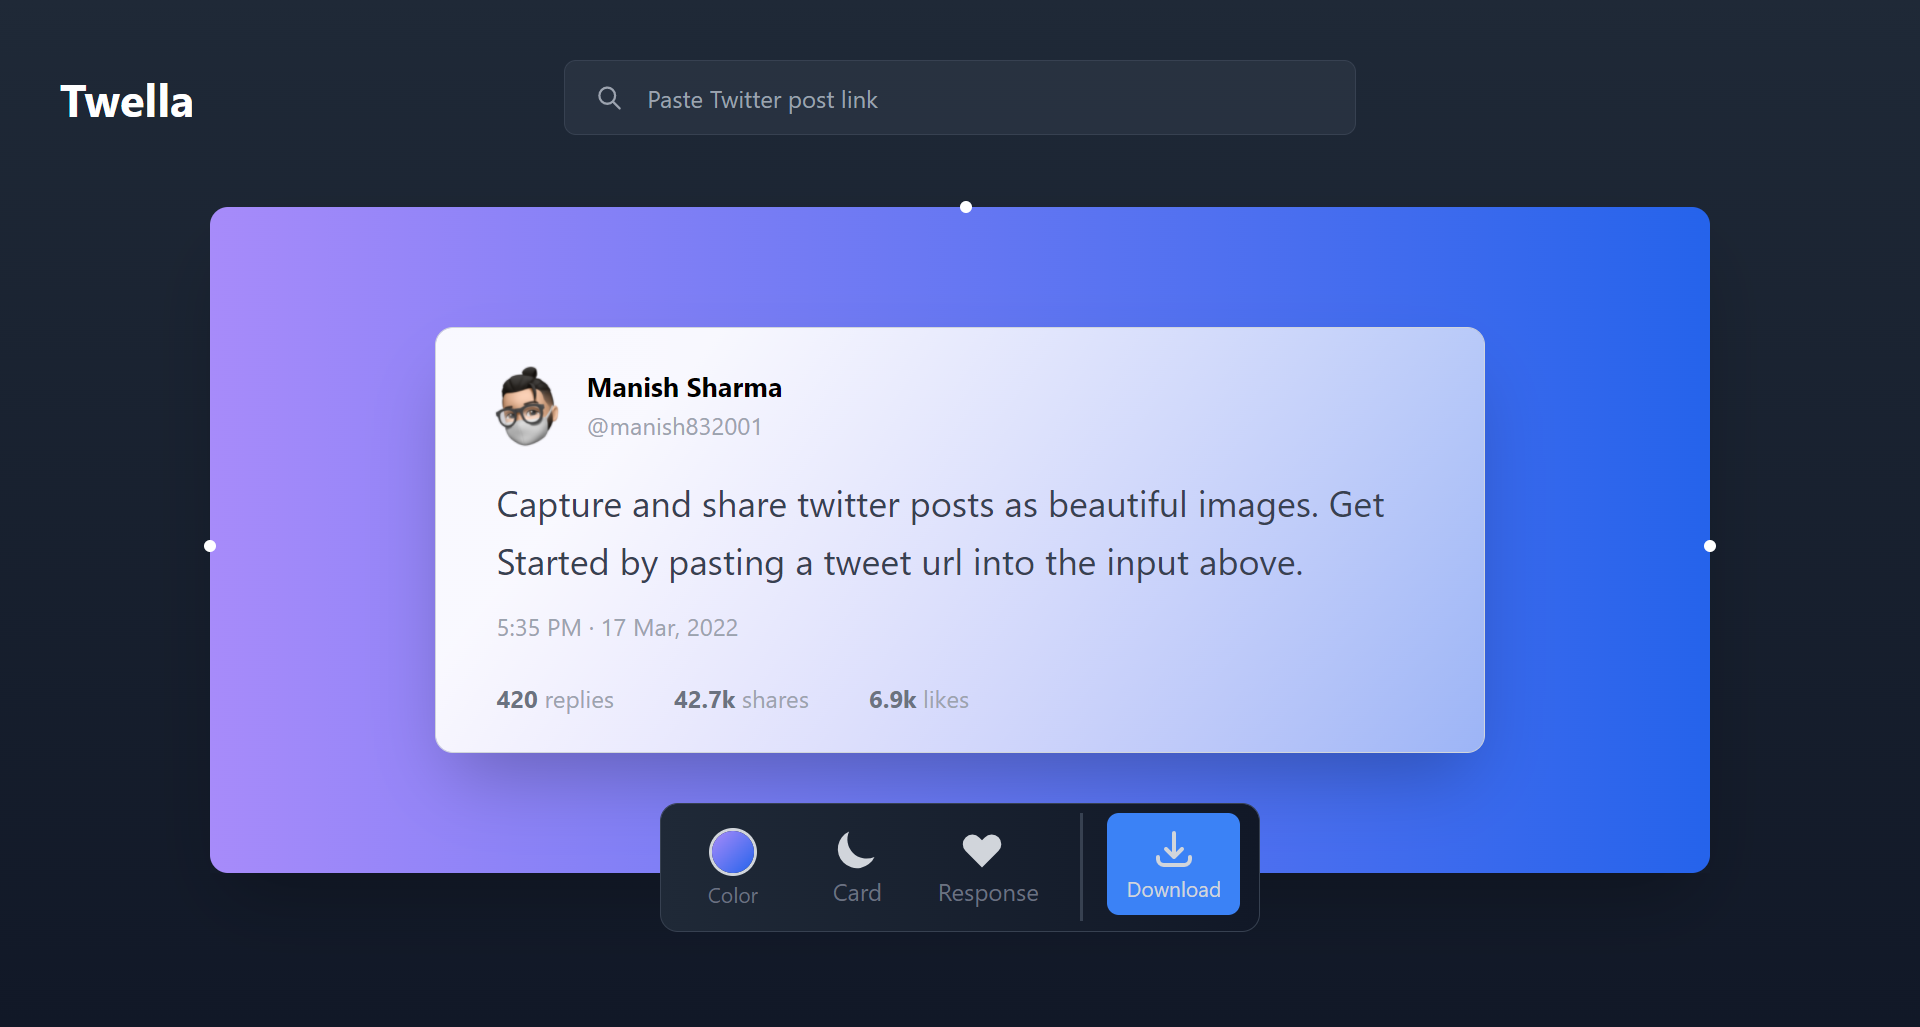 Twella
Paste Twitter post link
Manish Sharma
@manish832001
Capture and share twitter posts as beautiful images. Get
Started by pasting a tweet url into the input above.
5:35 PM · 17 Mar, 2022
420 replies 42.7k shares 6.9k likes
Color Card Response Download